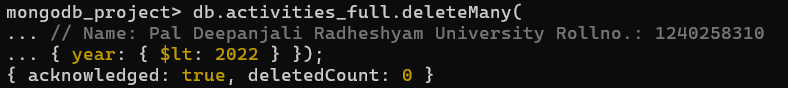 mongodb_project> db.activities_full.deleteMany(
... // Name: Pal Deepanjali Radheshyam University Rollno.: 1240258310
... { year: { $lt: 2022 } });
{ acknowledged: true, deletedCount: 0 }